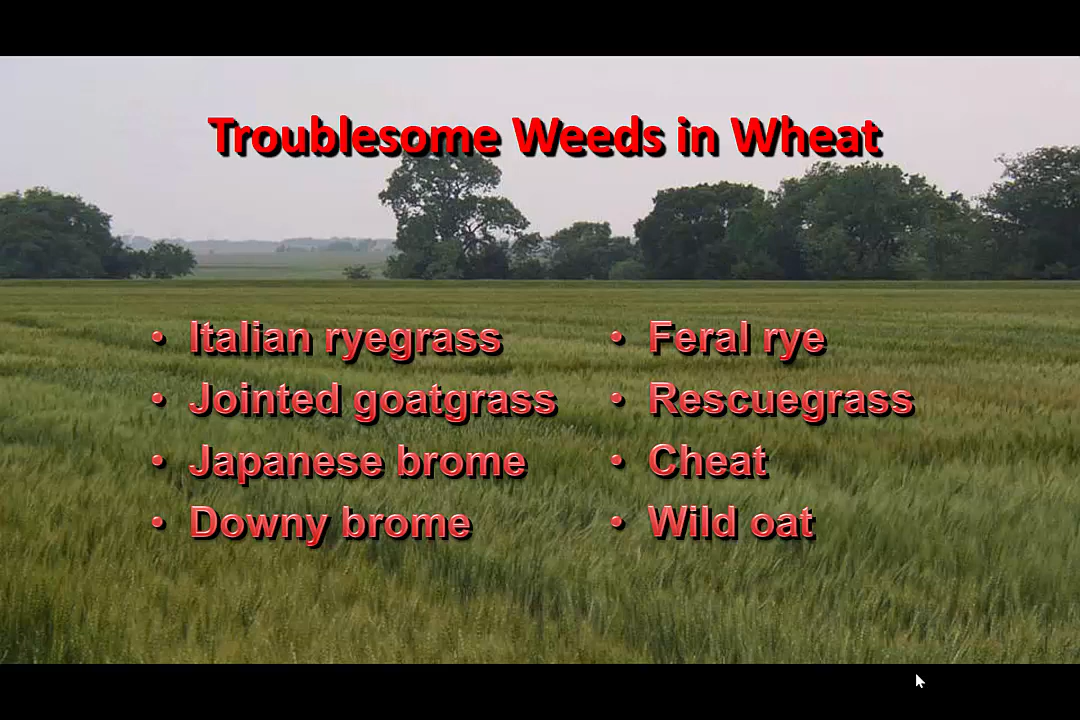 Troublesome Weeds in Wheat
• Italian ryegrass
• Jointed goatgrass
• Japanese brome
• Downy brome
• Feral rye
• Rescuegrass
• Cheat
• Wild oat